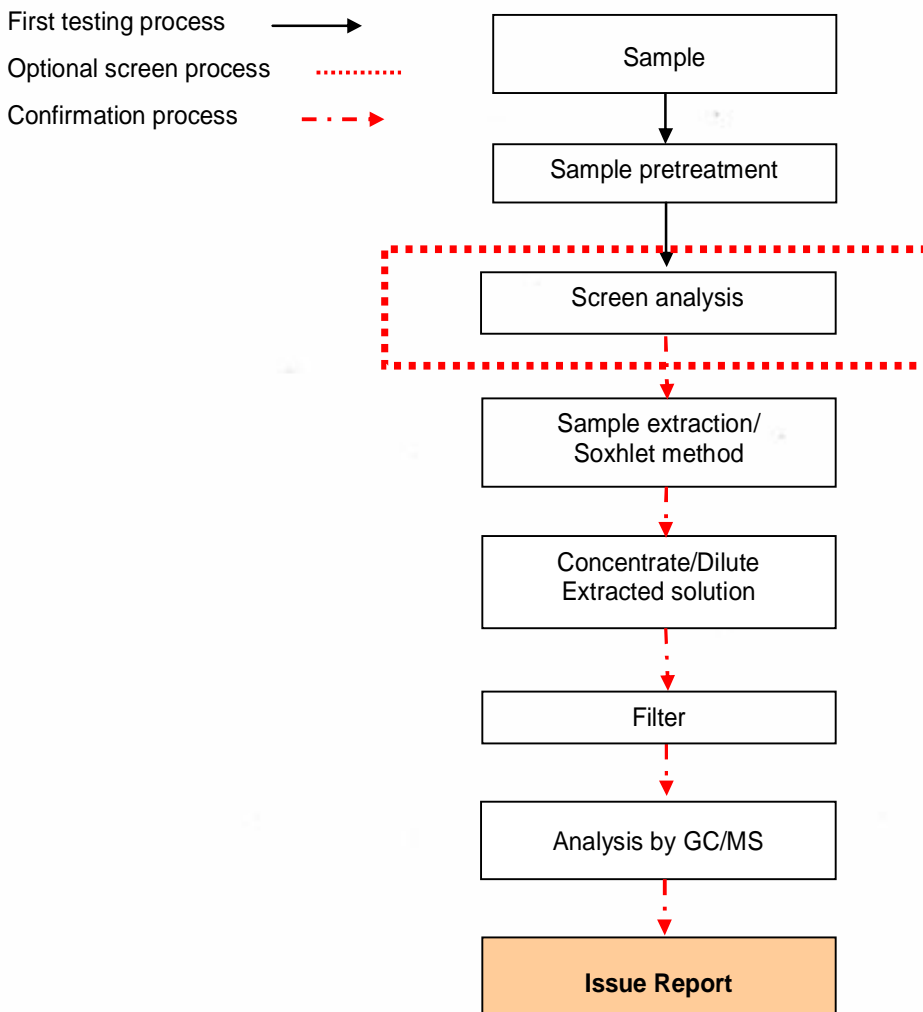 First testing process
Optional screen process
Confirmation process
Sample
Sample pretreatment
Screen analysis
Sample extraction/
Soxhlet method
Concentrate/Dilute
Extracted solution
Filter
Analysis by GC/MS
Issue Report